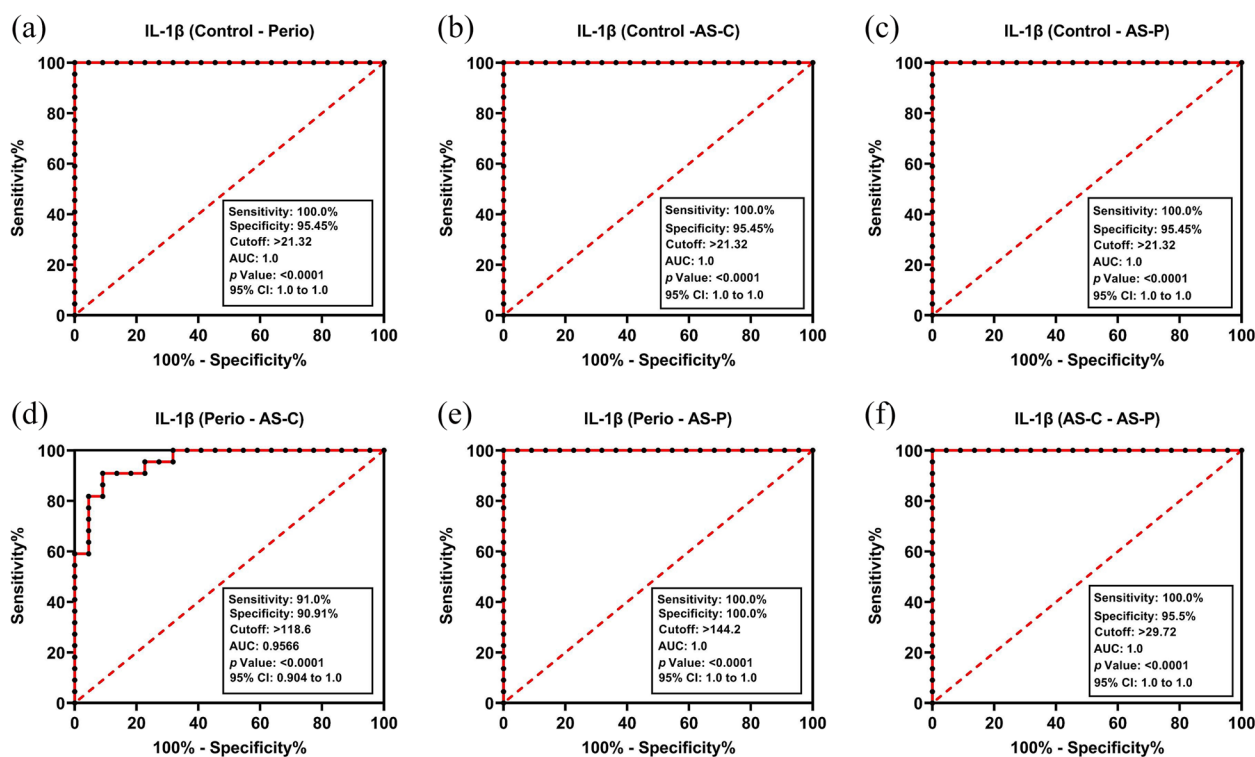 (a)
IL-1β (Control - Perio)
100
80
60
40
20
0
Sensitivity%
Sensitivity: 100.0%
Specificity: 95.45%
Cutoff: >21.32
AUC: 1.0
p Value: <0.0001
95% CI: 1.0 to 1.0
0 20 40 60 80 100
100% - Specificity%
(b)
IL-1β (Control -AS-C)
100
80
60
40
20
0
Sensitivity%
Sensitivity: 100.0%
Specificity: 95.45%
Cutoff: >21.32
AUC: 1.0
p Value: <0.0001
95% CI: 1.0 to 1.0
0 20 40 60 80 100
100% - Specificity%
(c)
IL-1β (Control - AS-P)
100
80
60
40
20
0
Sensitivity%
Sensitivity: 100.0%
Specificity: 95.45%
Cutoff: >21.32
AUC: 1.0
p Value: <0.0001
95% CI: 1.0 to 1.0
0 20 40 60 80 100
100% - Specificity%
(d)
IL-1β (Perio - AS-C)
100
80
60
40
20
0
Sensitivity%
Sensitivity: 91.0%
Specificity: 90.91%
Cutoff: >118.6
AUC: 0.9566
p Value: <0.0001
95% CI: 0.904 to 1.0
0 20 40 60 80 100
100% - Specificity%
(e)
IL-1β (Perio - AS-P)
100
80
60
40
20
0
Sensitivity%
Sensitivity: 100.0%
Specificity: 100.0%
Cutoff: >144.2
AUC: 1.0
p Value: <0.0001
95% CI: 1.0 to 1.0
0 20 40 60 80 100
100% - Specificity%
(f)
IL-1β (AS-C - AS-P)
100
80
60
40
20
0
Sensitivity%
Sensitivity: 100.0%
Specificity: 95.5%
Cutoff: >29.72
AUC: 1.0
p Value: <0.0001
95% CI: 1.0 to 1.0
0 20 40 60 80 100
100% - Specificity%